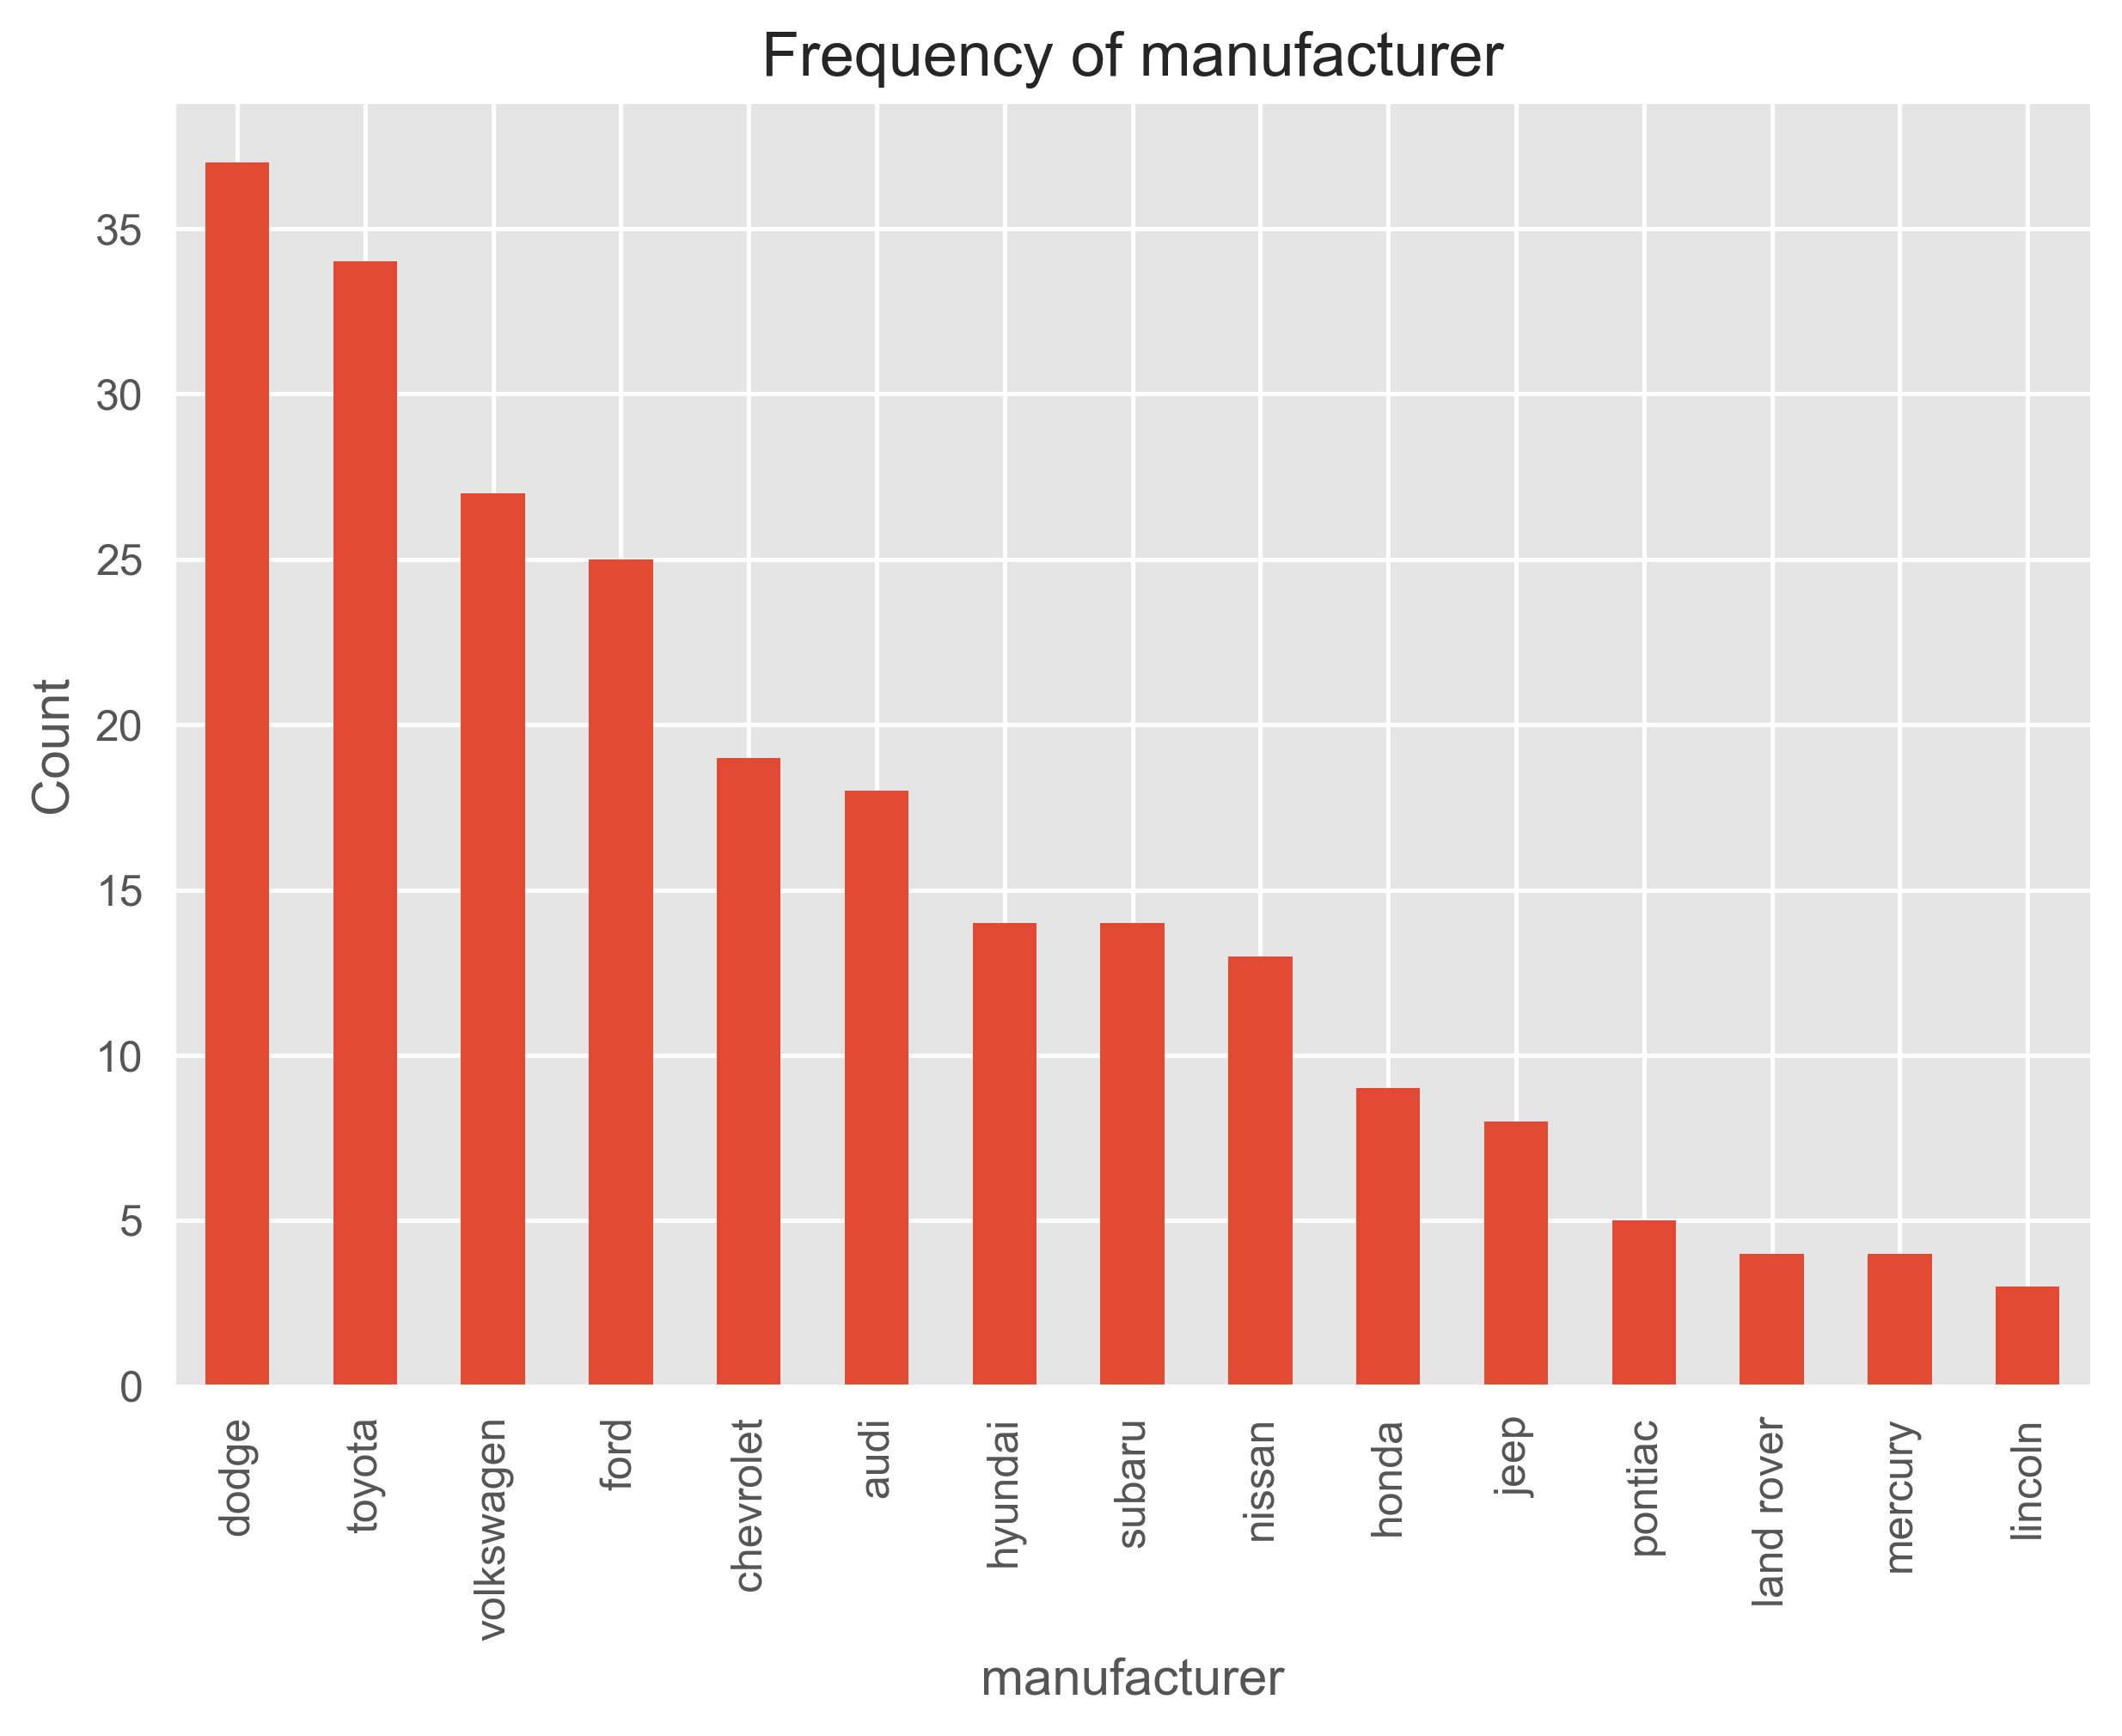 Frequency of manufacturer
Count
35
30
25
20
15
10
5
0
dodge
toyota
volkswagen
ford
chevrolet
audi
hyundai
subaru
nissan
honda
jeep
pontiac
land rover
mercury
lincoln
manufacturer